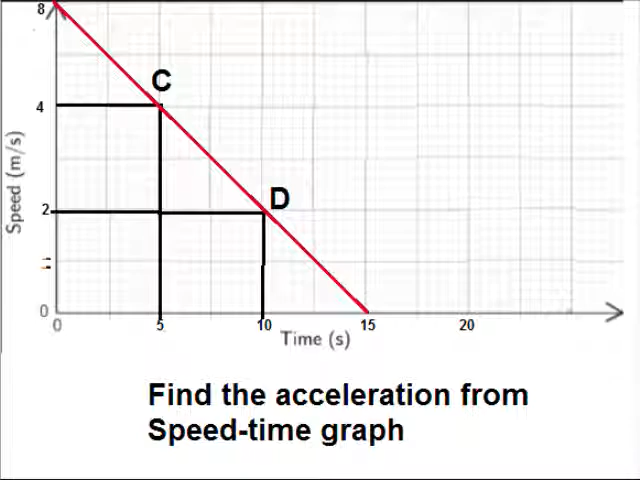 8
C
4
Speed (m/s)
D
2
0
0 5 10 15 20
Time (s)
Find the acceleration from
Speed-time graph